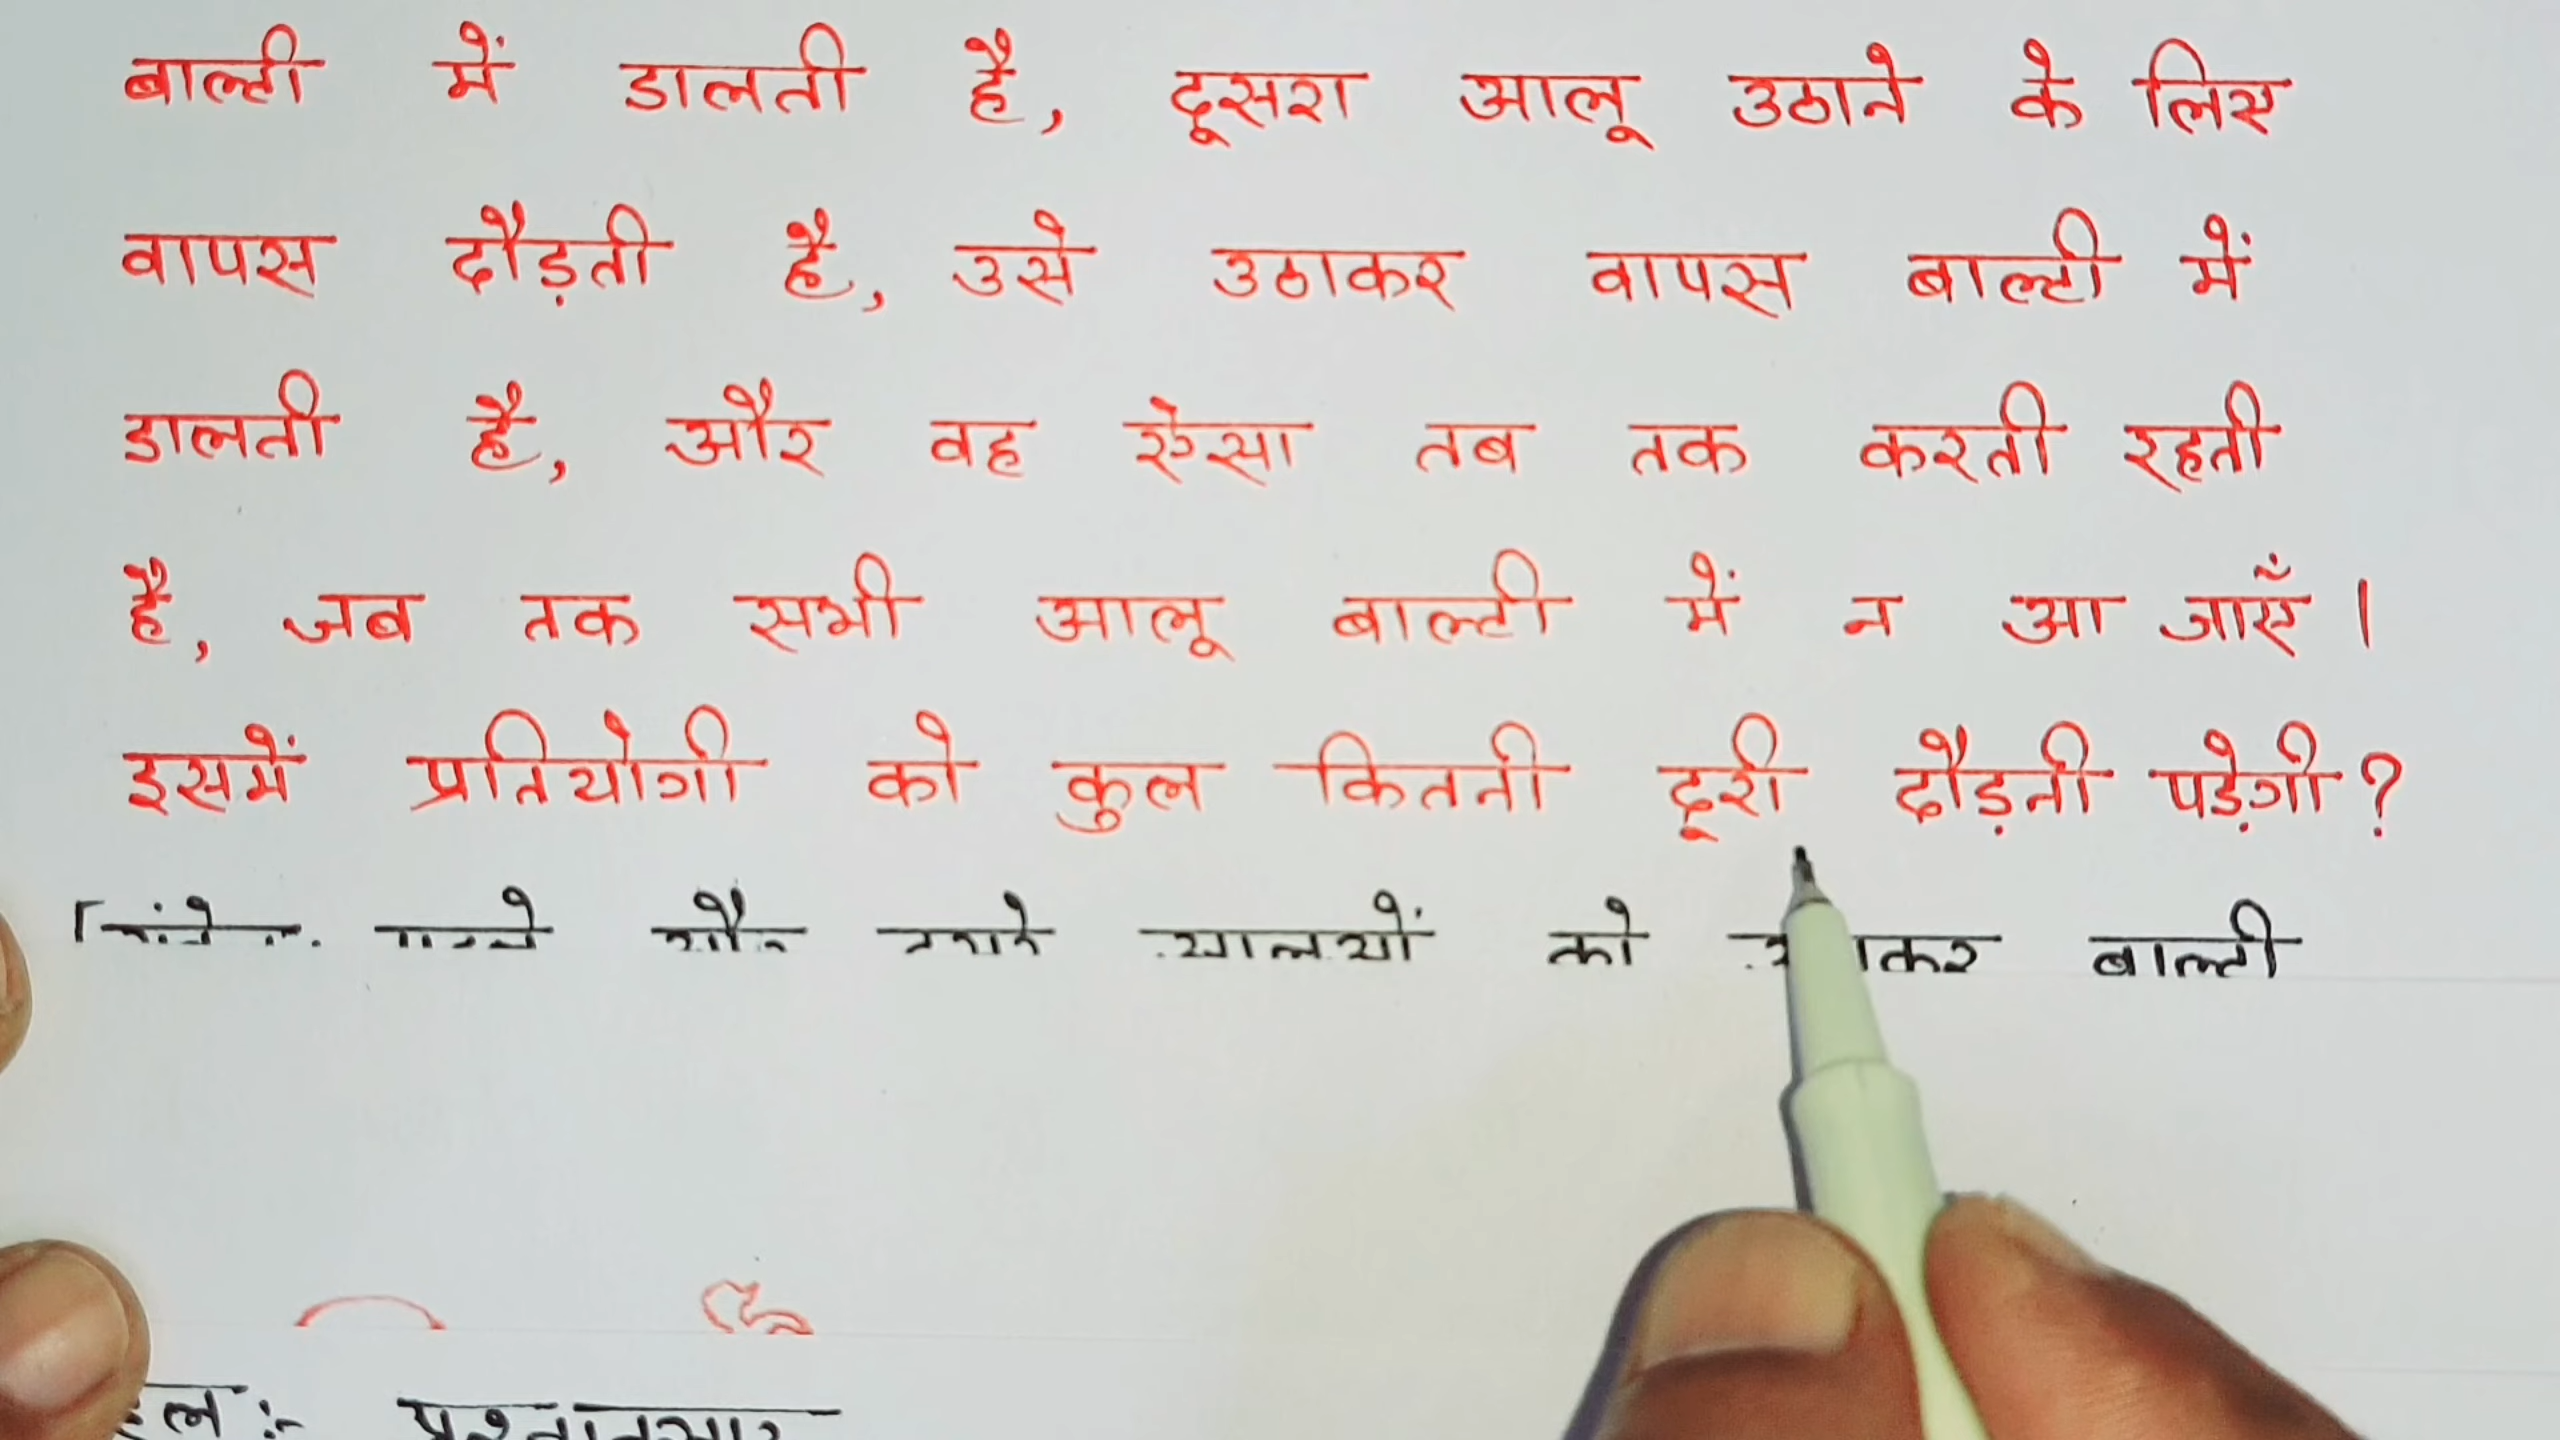 बाल्टी में डालती है, दूसरा आलू उठाने के लिए
वापस दौड़ती है, उसे उठाकर वापस बाल्टी में
डालती है, और वह ऐसा तब तक करती रहती
है, जब तक सभी आलू बाल्टी में न आ जाएँ।
इसमें प्रतियोगी को कुल कितनी दूरी दौड़नी पड़ेगी?
को बाल्टी